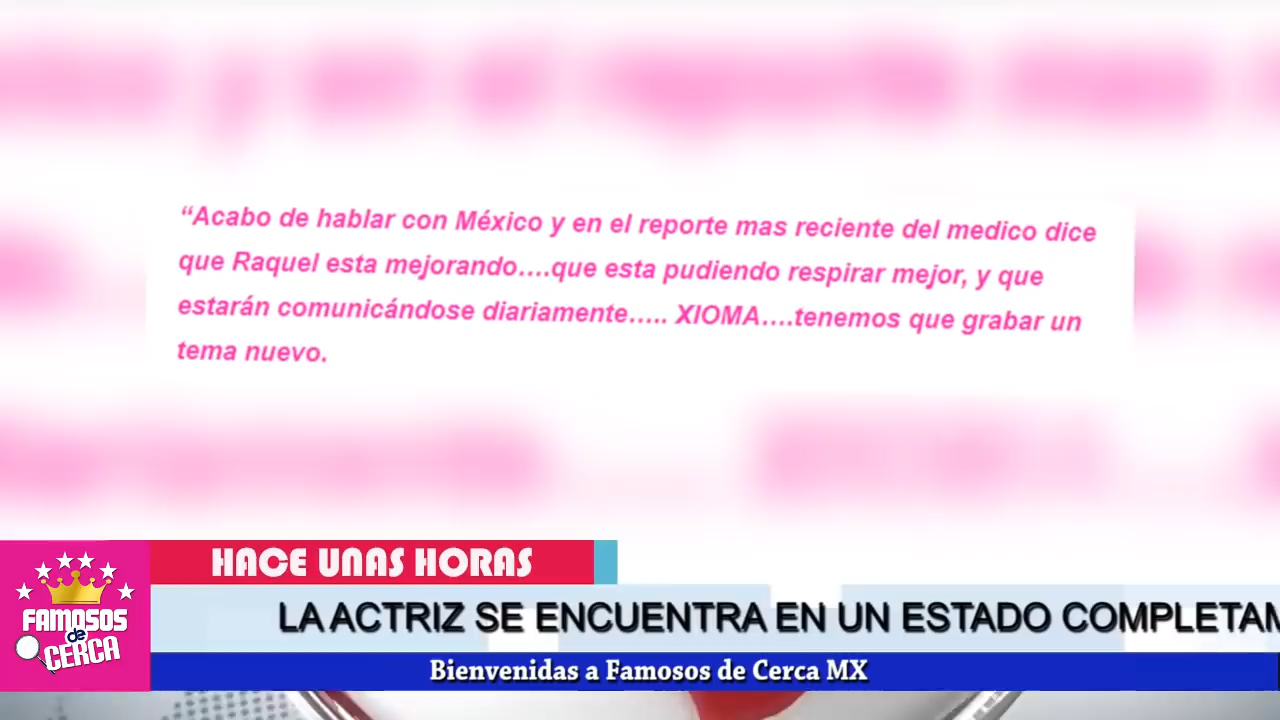 “Acabo de hablar con México y en el reporte mas reciente del medico dice
que Raquel esta mejorando….que esta pudiendo respirar mejor, y que
estarán comunicándose diariamente….. XIOMA….tenemos que grabar un
tema nuevo.
HACE UNAS HORAS
LA ACTRIZ SE ENCUENTRA EN UN ESTADO COMPLETAM
FAMOSOS
de
CERCA
Bienvenidas a Famosos de Cerca MX